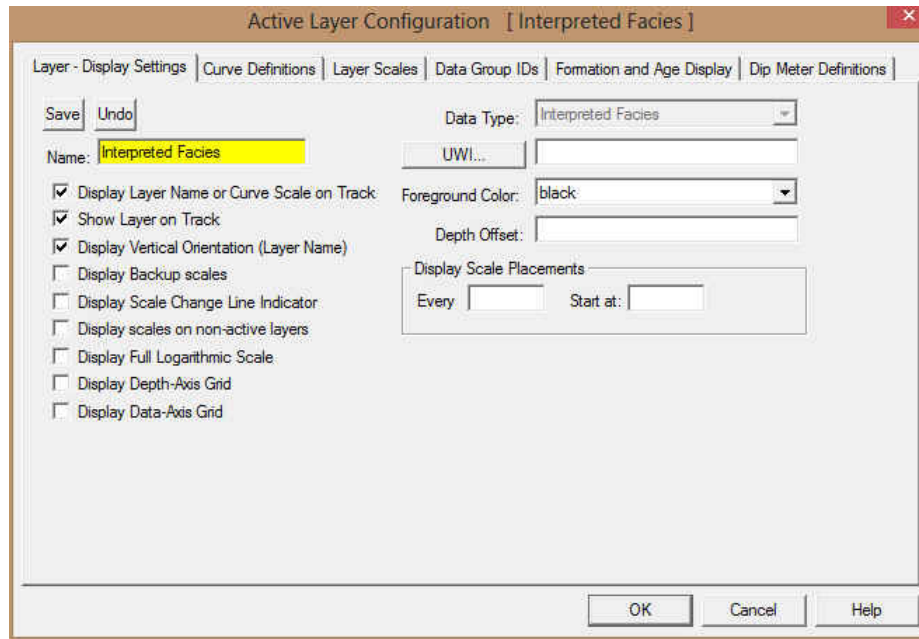 Active Layer Configuration [ Interpreted Facies ]
Layer - Display Settings Curve Definitions Layer Scales Data Group IDs Formation and Age Display Dip Meter Definitions
Save Undo
Name: Interpreted Facies
Display Layer Name or Curve Scale on Track
Show Layer on Track
Display Vertical Orientation (Layer Name)
Display Backup scales
Display Scale Change Line Indicator
Display scales on non-active layers
Display Full Logarithmic Scale
Display Depth-Axis Grid
Display Data-Axis Grid
Data Type: Interpreted Facies
UWI...
Foreground Color: black
Depth Offset:
Display Scale Placements
Every Start at:
OK Cancel Help